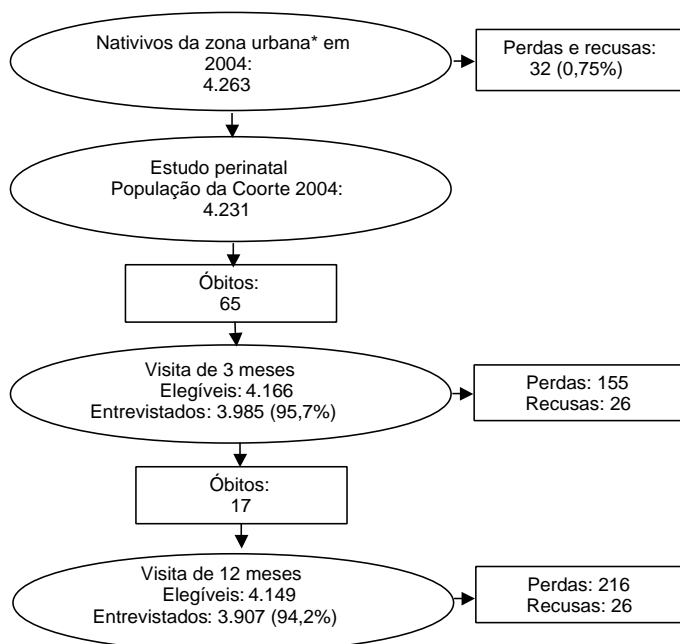 Nativivos da zona urbana* em
2004:
4.263
Perdas e recusas:
32 (0,75%)
Estudo perinatal
População da Coorte 2004:
4.231
Óbitos:
65
Visita de 3 meses
Elegíveis: 4.166
Entrevistados: 3.985 (95,7%)
Perdas: 155
Recusas: 26
Óbitos:
17
Visita de 12 meses
Elegíveis: 4.149
Entrevistados: 3.907 (94,2%)
Perdas: 216
Recusas: 26